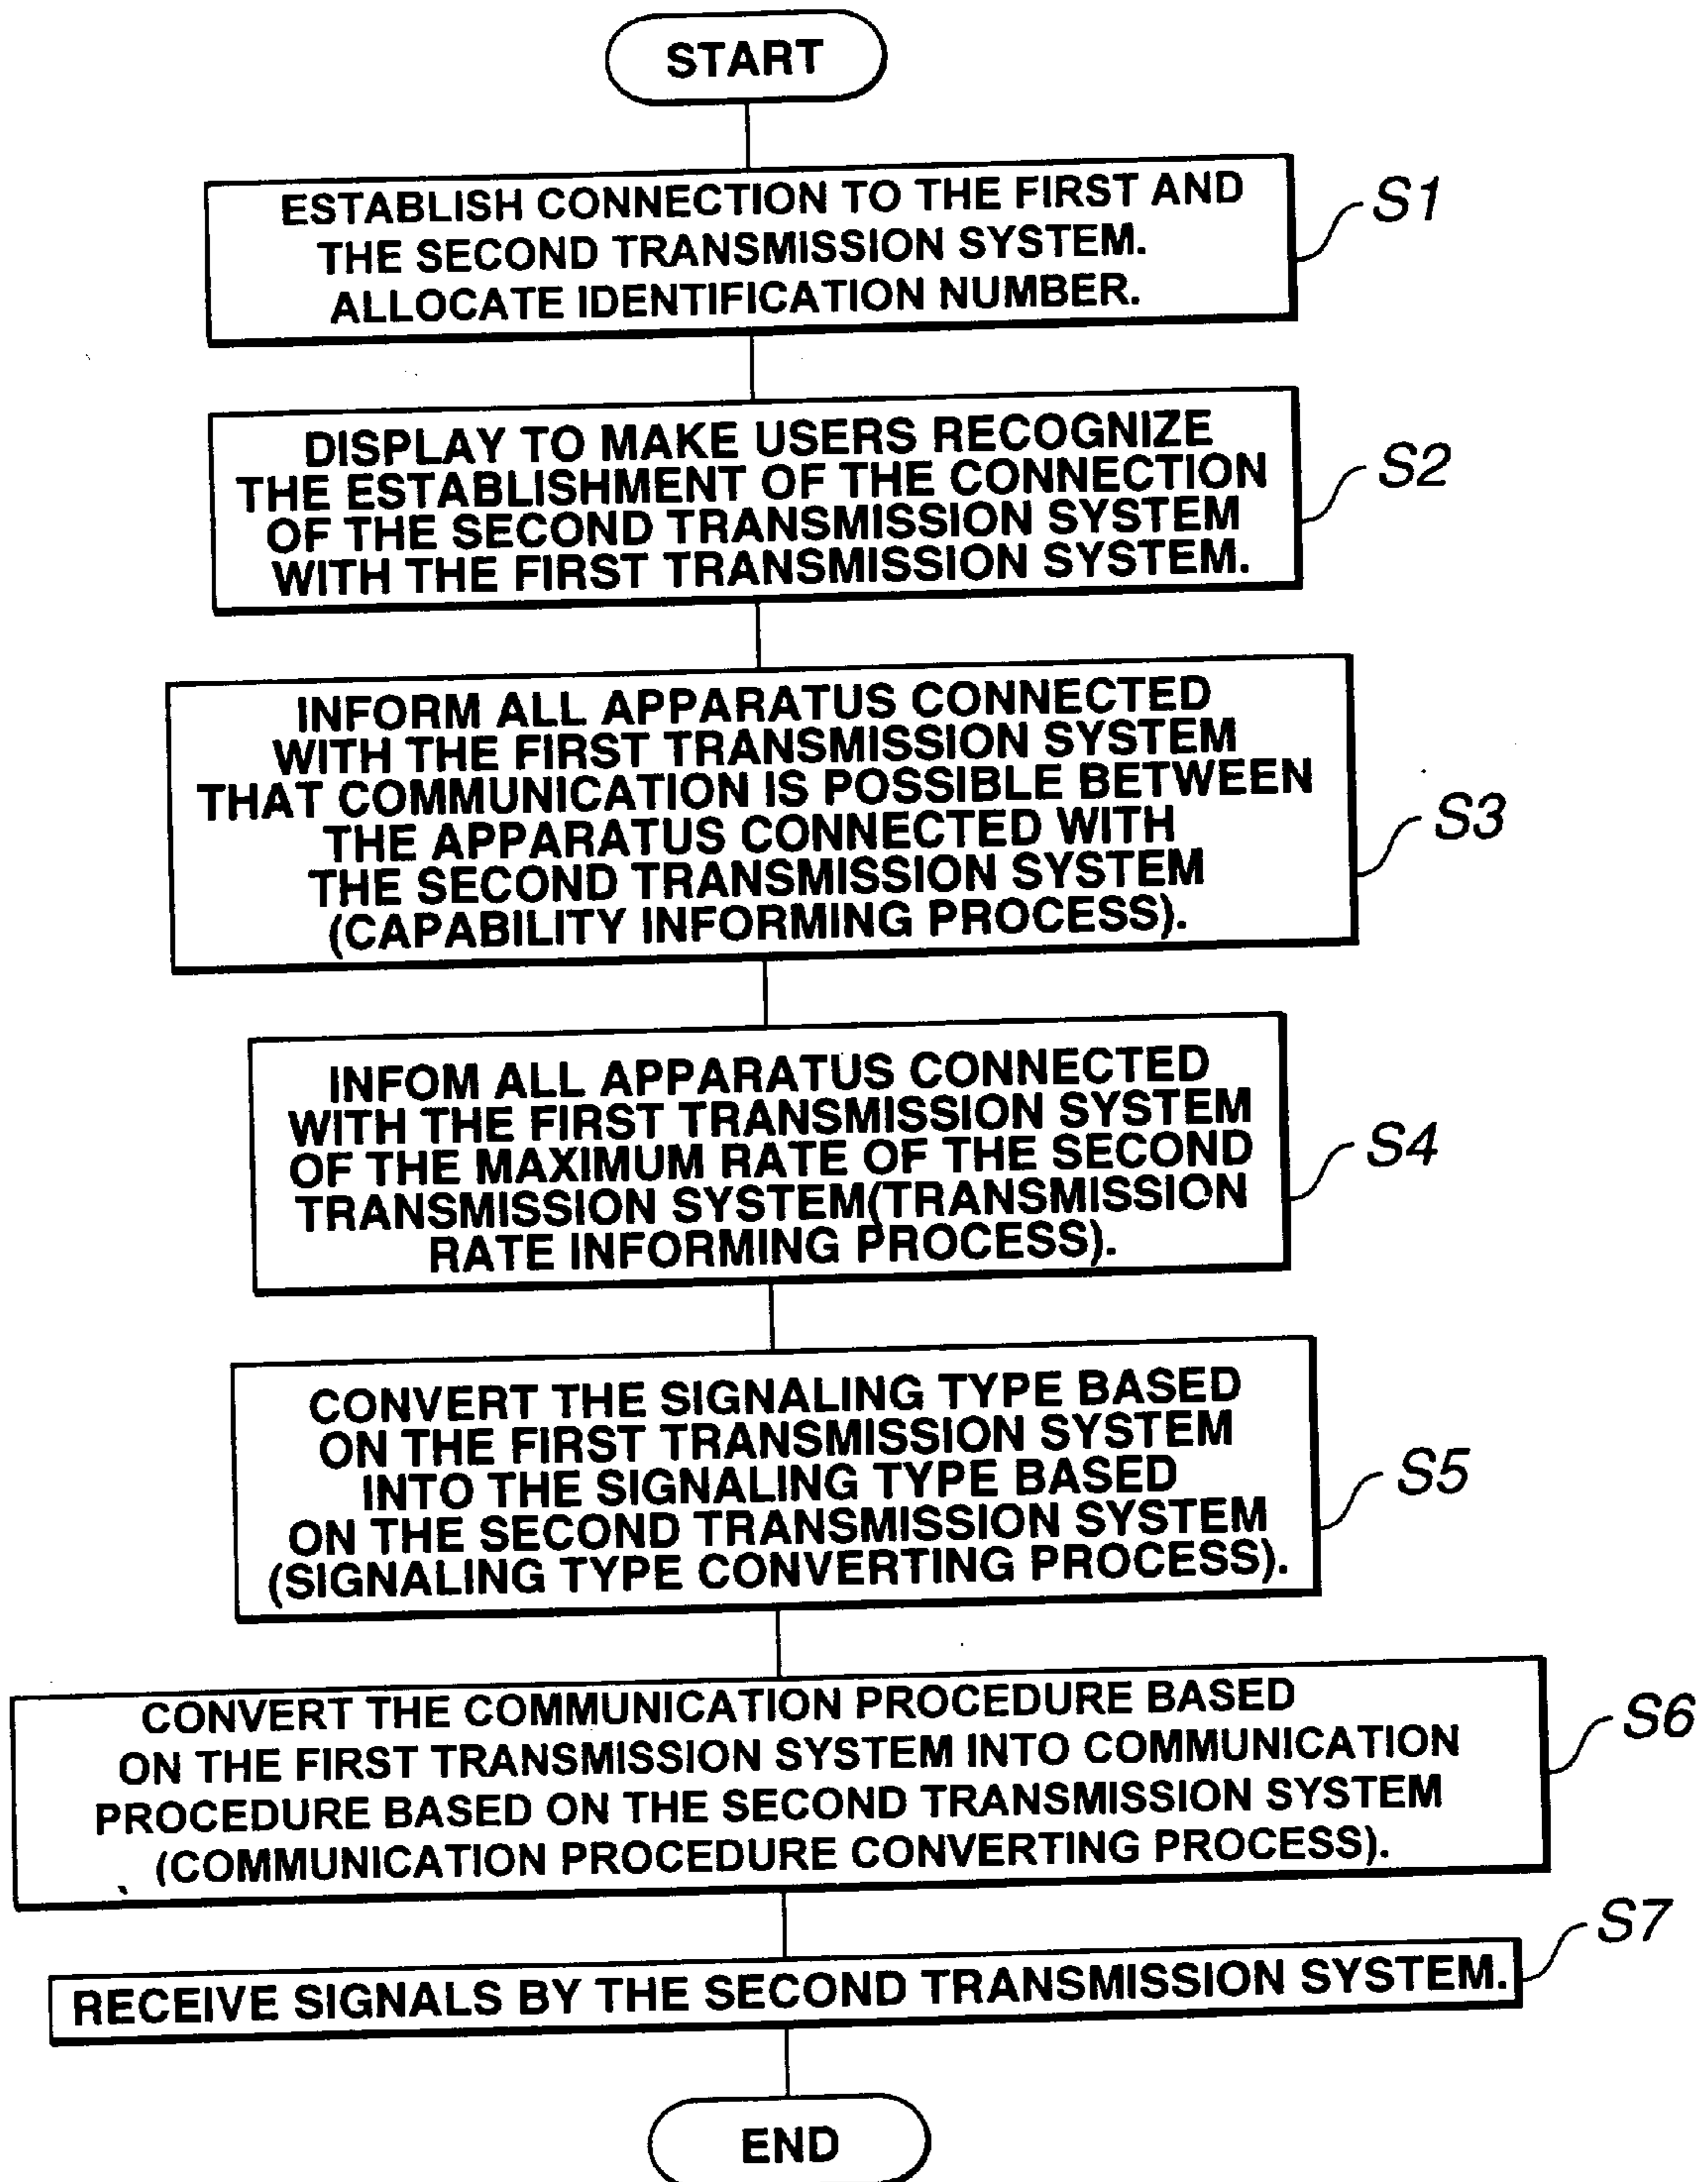 START
ESTABLISH CONNECTION TO THE FIRST AND
THE SECOND TRANSMISSION SYSTEM.
ALLOCATE IDENTIFICATION NUMBER.
S1
DISPLAY TO MAKE USERS RECOGNIZE
THE ESTABLISHMENT OF THE CONNECTION
OF THE SECOND TRANSMISSION SYSTEM
WITH THE FIRST TRANSMISSION SYSTEM.
S2
INFORM ALL APPARATUS CONNECTED
WITH THE FIRST TRANSMISSION SYSTEM
THAT COMMUNICATION IS POSSIBLE BETWEEN
THE APPARATUS CONNECTED WITH
THE SECOND TRANSMISSION SYSTEM
(CAPABILITY INFORMING PROCESS).
S3
INFOM ALL APPARATUS CONNECTED
WITH THE FIRST TRANSMISSION SYSTEM
OF THE MAXIMUM RATE OF THE SECOND
TRANSMISSION SYSTEM(TRANSMISSION
RATE INFORMING PROCESS).
S4
CONVERT THE SIGNALING TYPE BASED
ON THE FIRST TRANSMISSION SYSTEM
INTO THE SIGNALING TYPE BASED
ON THE SECOND TRANSMISSION SYSTEM
(SIGNALING TYPE CONVERTING PROCESS).
S5
CONVERT THE COMMUNICATION PROCEDURE BASED
ON THE FIRST TRANSMISSION SYSTEM INTO COMMUNICATION
PROCEDURE BASED ON THE SECOND TRANSMISSION SYSTEM
(COMMUNICATION PROCEDURE CONVERTING PROCESS).
S6
RECEIVE SIGNALS BY THE SECOND TRANSMISSION SYSTEM.
S7
END